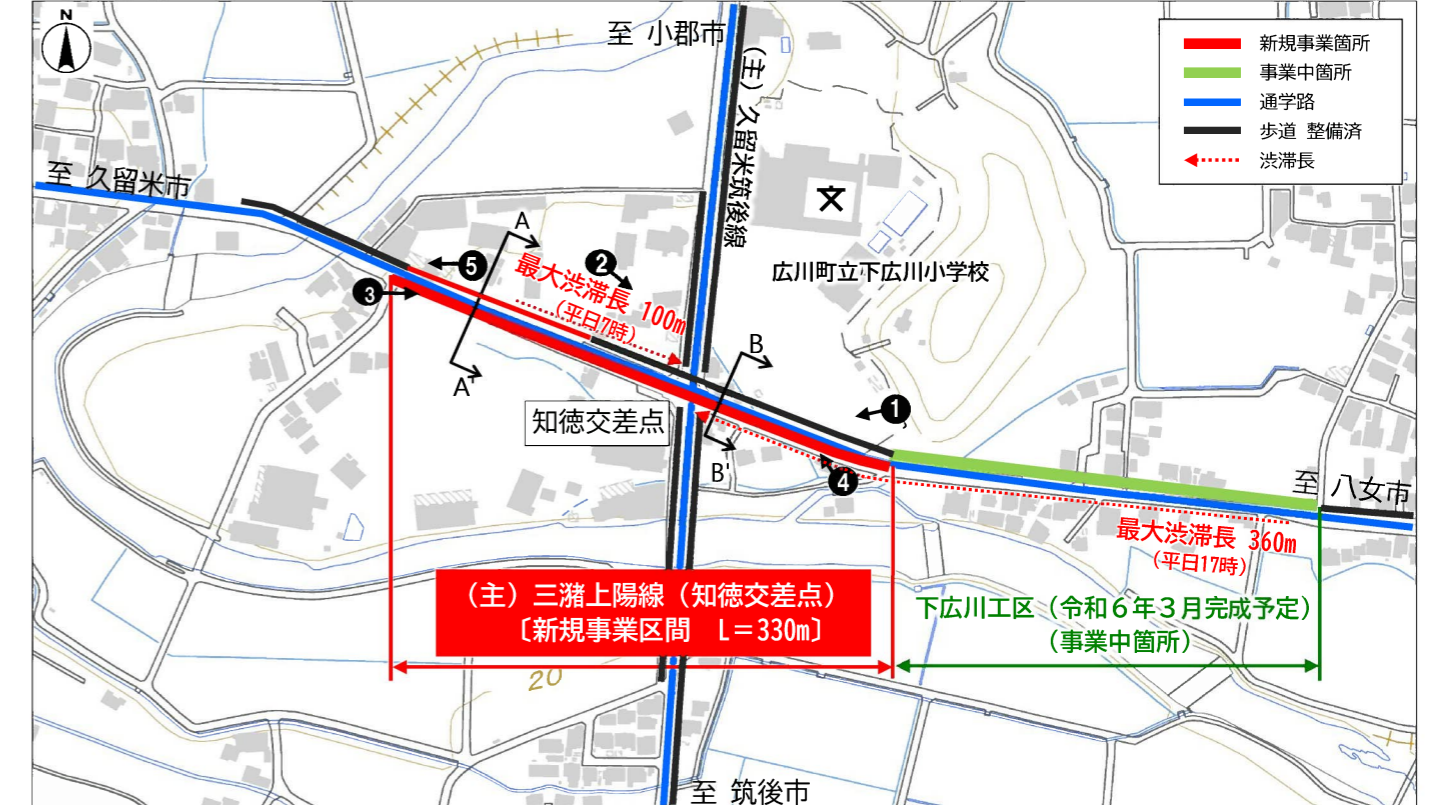 N
至 小郡市
(主) 久留米筑後線
新規事業箇所
事業中箇所
通学路
歩道 整備済
渋滞長
至 久留米市
A
❺
❷
最大渋滞長 100m
(平日7時)
❸
広川町立下広川小学校
文
B
A'
知徳交差点
❶
B'
❹
至 八女市
最大渋滞長 360m
(平日17時)
(主) 三潴上陽線 (知徳交差点)
〔新規事業区間 L=330m〕
下広川工区 (令和6年3月完成予定)
(事業中箇所)
20
至 筑後市